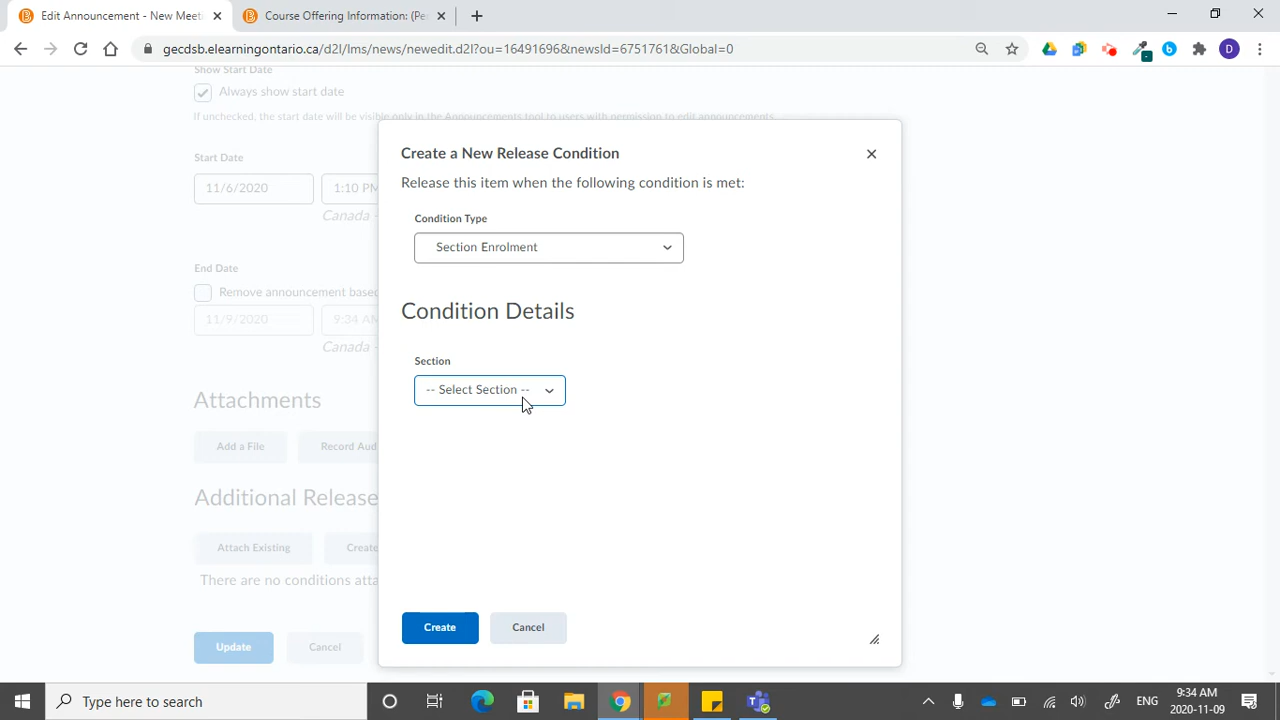 Edit Announcement - New Meeti
Course Offering Information: (Per
gecdsb.elearningontario.ca/d2l/lms/news/newedit.d2l?ou=16491696&newsId=6751761&Global=0
D
Show Start Date
Always show start date
If unchecked, the start date will be visible only in the Announcements tool to users with permission to edit announcements.
Start Date
11/6/2020
1:10 PM
Canada -
End Date
Remove announcement based
11/9/2020
9:34 AM
Canada -
Attachments
Add a File
Record Aud
Additional Release
Attach Existing
Create
There are no conditions atta
Update
Cancel
Create a New Release Condition
Release this item when the following condition is met:
Condition Type
Section Enrolment
Condition Details
Section
-- Select Section --
Create
Cancel
Type here to search
ENG
9:34 AM
2020-11-09